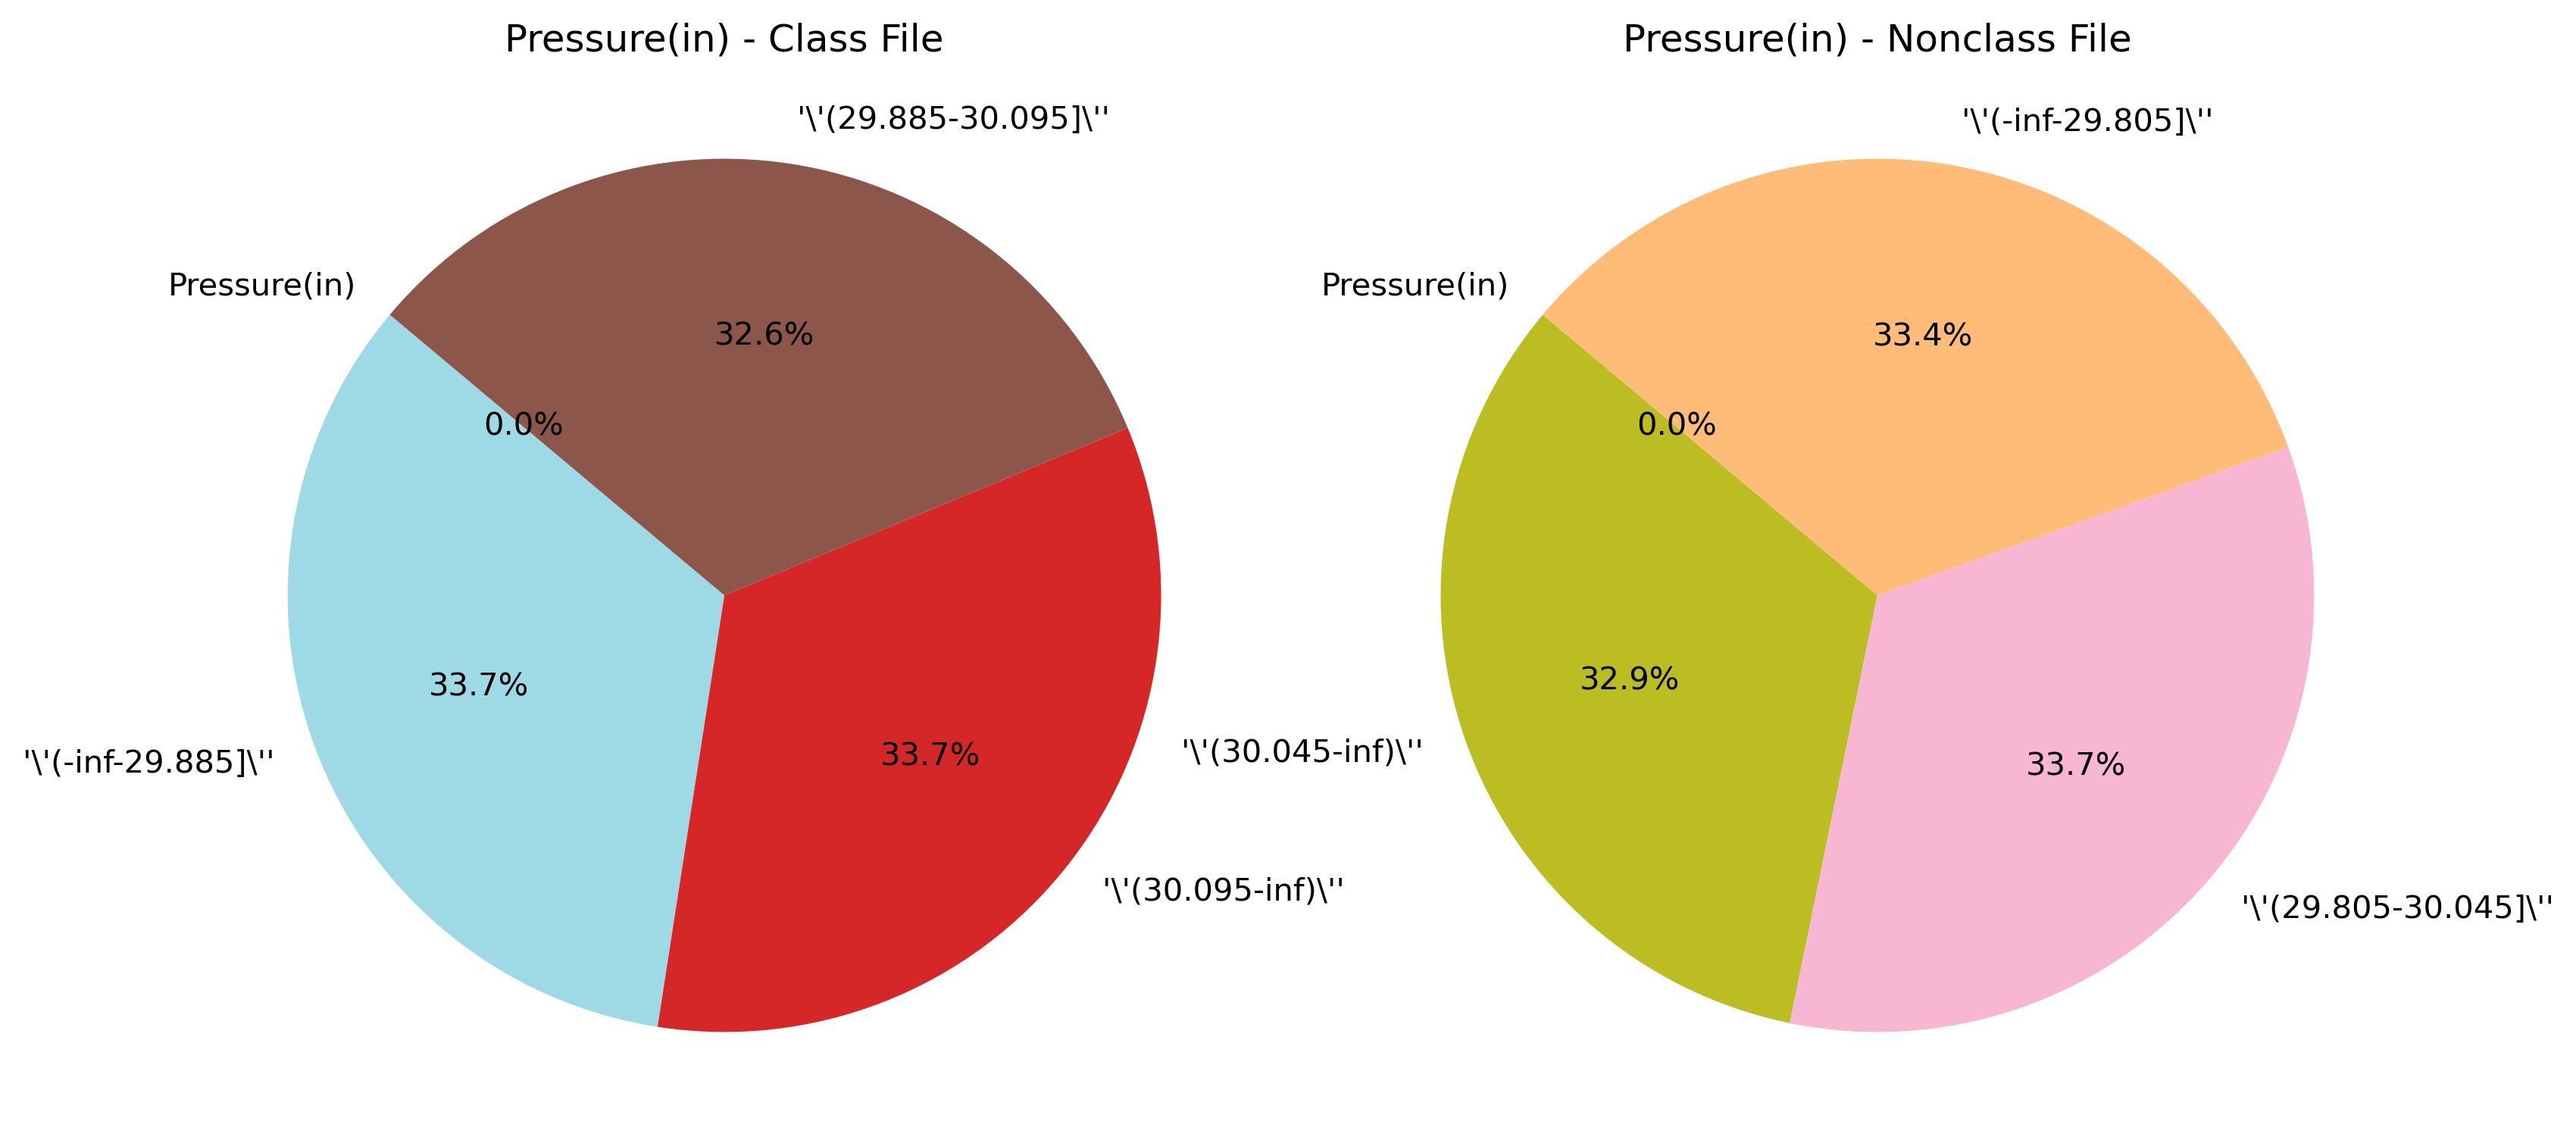 Pressure(in) - Class File
'\'(29.885-30.095]\''
Pressure(in)
32.6%
0.0%
33.7%
33.7%
'\'(-inf-29.885]\''
'\'(30.095-inf)\''
Pressure(in) - Nonclass File
'\'(-inf-29.805]\''
Pressure(in)
33.4%
0.0%
32.9%
'\'(30.045-inf)\''
33.7%
'\'(29.805-30.045]\''